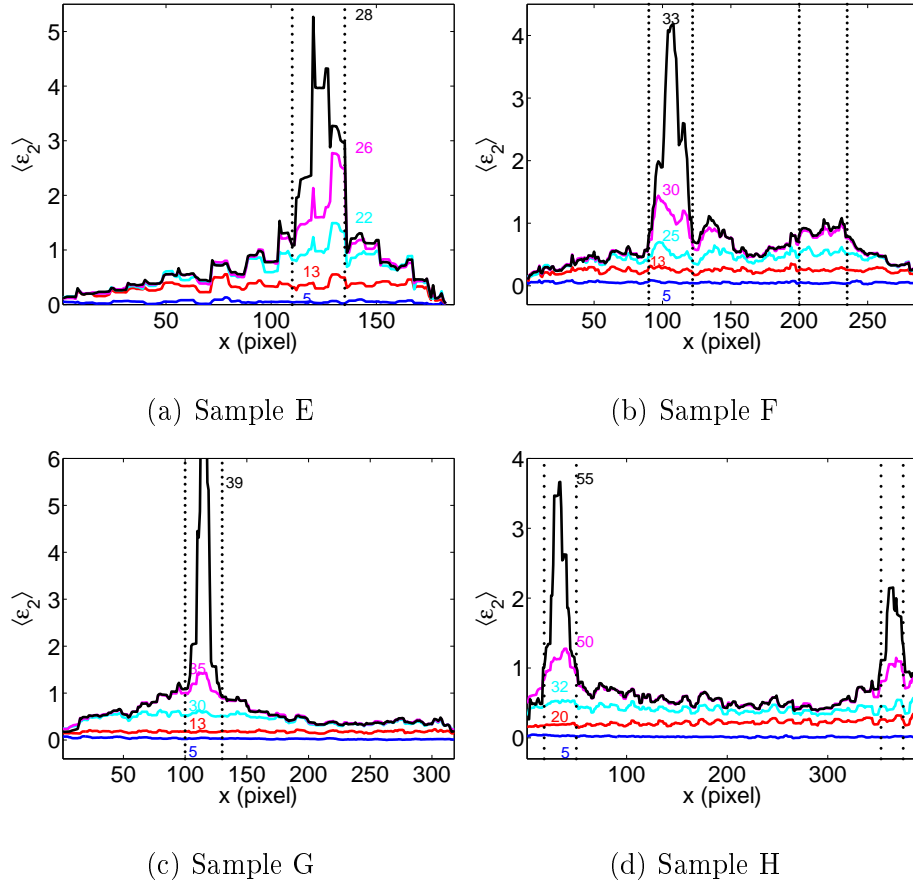 28
26
22
13
5
5
4
3
2
1
0
⟨ε₂⟩
50 100 150
x (pixel)
(a) Sample E
33
30
25
13
5
4
3
2
1
0
⟨ε₂⟩
50 100 150 200 250
x (pixel)
(b) Sample F
39
35
30
13
5
6
5
4
3
2
1
0
⟨ε₂⟩
50 100 150 200 250 300
x (pixel)
(c) Sample G
55
50
32
20
5
4
3
2
1
0
⟨ε₂⟩
100 200 300
x (pixel)
(d) Sample H